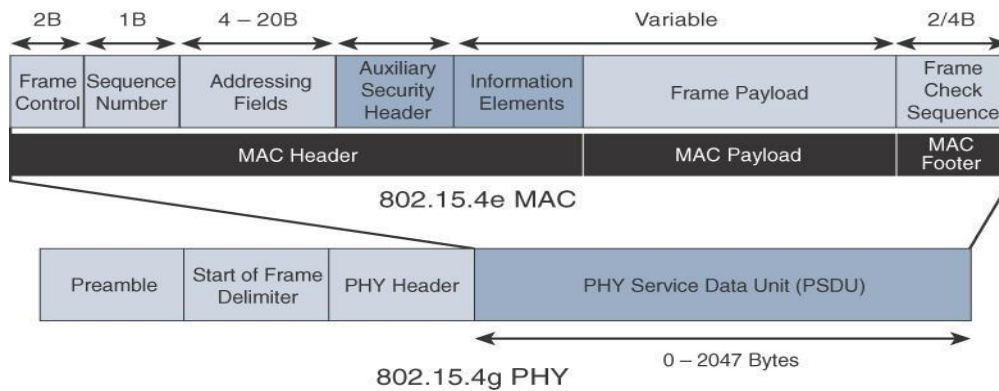 2B 1B 4 – 20B Variable 2/4B
Frame Control
Sequence Number
Addressing Fields
Auxiliary Security Header
Information Elements
Frame Payload
Frame Check Sequence
MAC Header
MAC Payload
MAC Footer
802.15.4e MAC
Preamble
Start of Frame Delimiter
PHY Header
PHY Service Data Unit (PSDU)
0 – 2047 Bytes
802.15.4g PHY